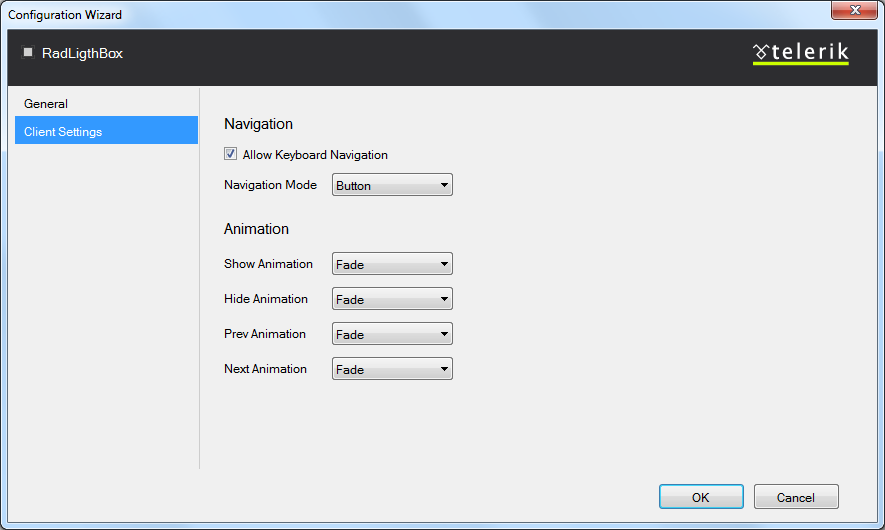 Configuration Wizard
RadLigthBox
telerik
General
Client Settings
Navigation
Allow Keyboard Navigation
Navigation Mode Button
Animation
Show Animation Fade
Hide Animation Fade
Prev Animation Fade
Next Animation Fade
OK Cancel